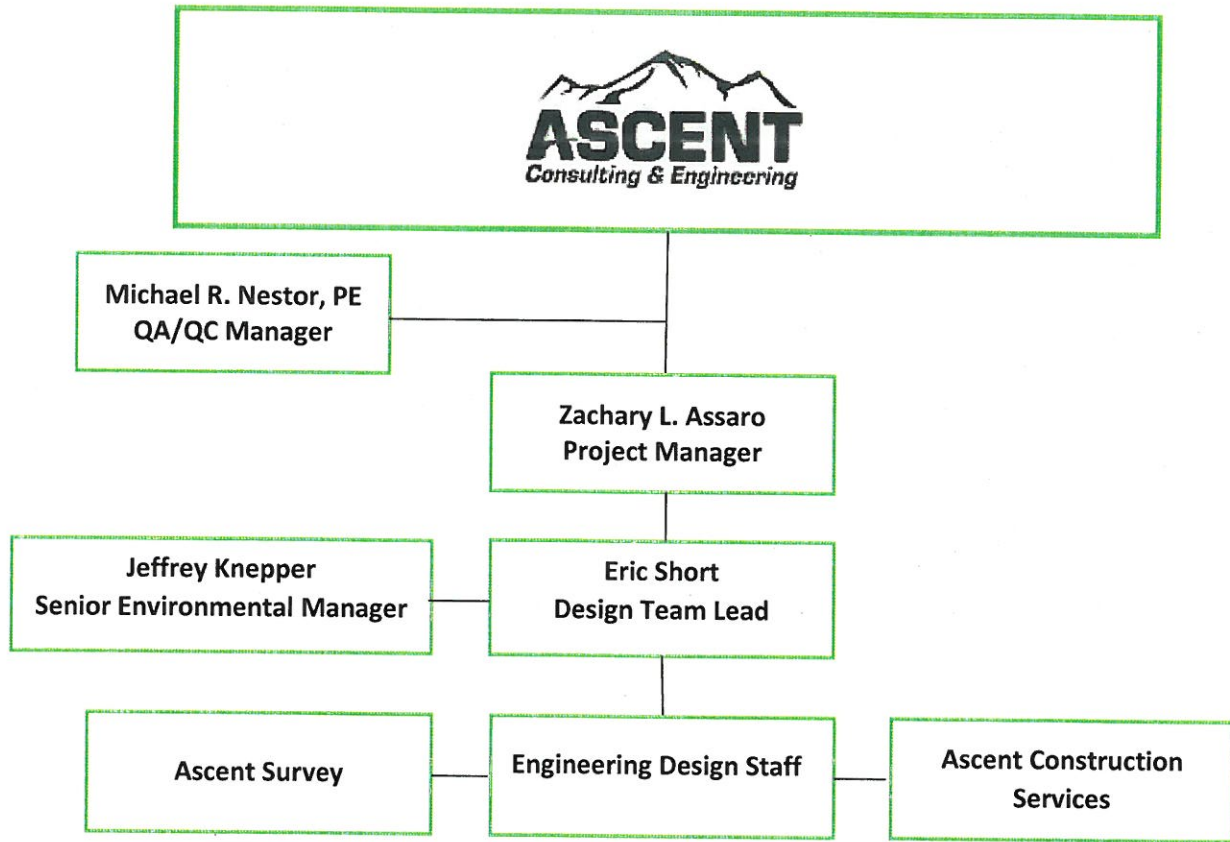 ASCENT
Consulting & Engineering
Michael R. Nestor, PE
QA/QC Manager
Zachary L. Assaro
Project Manager
Jeffrey Knepper
Senior Environmental Manager
Eric Short
Design Team Lead
Ascent Survey
Engineering Design Staff
Ascent Construction
Services